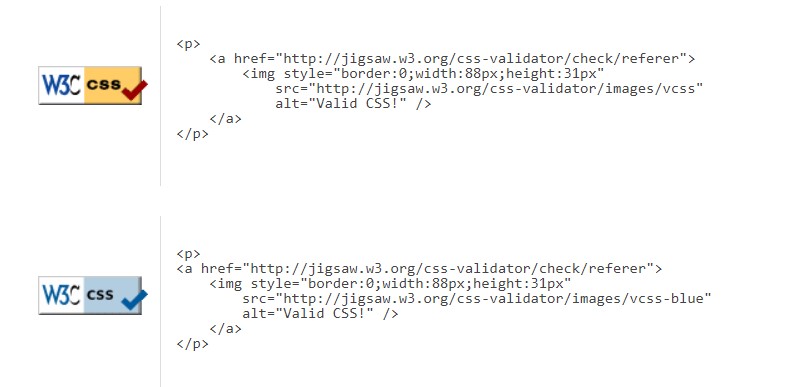 W3C css
<p>
    <a href="http://jigsaw.w3.org/css-validator/check/referer">
        <img style="border:0;width:88px;height:31px"
            src="http://jigsaw.w3.org/css-validator/images/vcss"
            alt="Valid CSS!" />
    </a>
</p>
W3C css
<p>
<a href="http://jigsaw.w3.org/css-validator/check/referer">
    <img style="border:0;width:88px;height:31px"
        src="http://jigsaw.w3.org/css-validator/images/vcss-blue"
        alt="Valid CSS!" />
    </a>
</p>